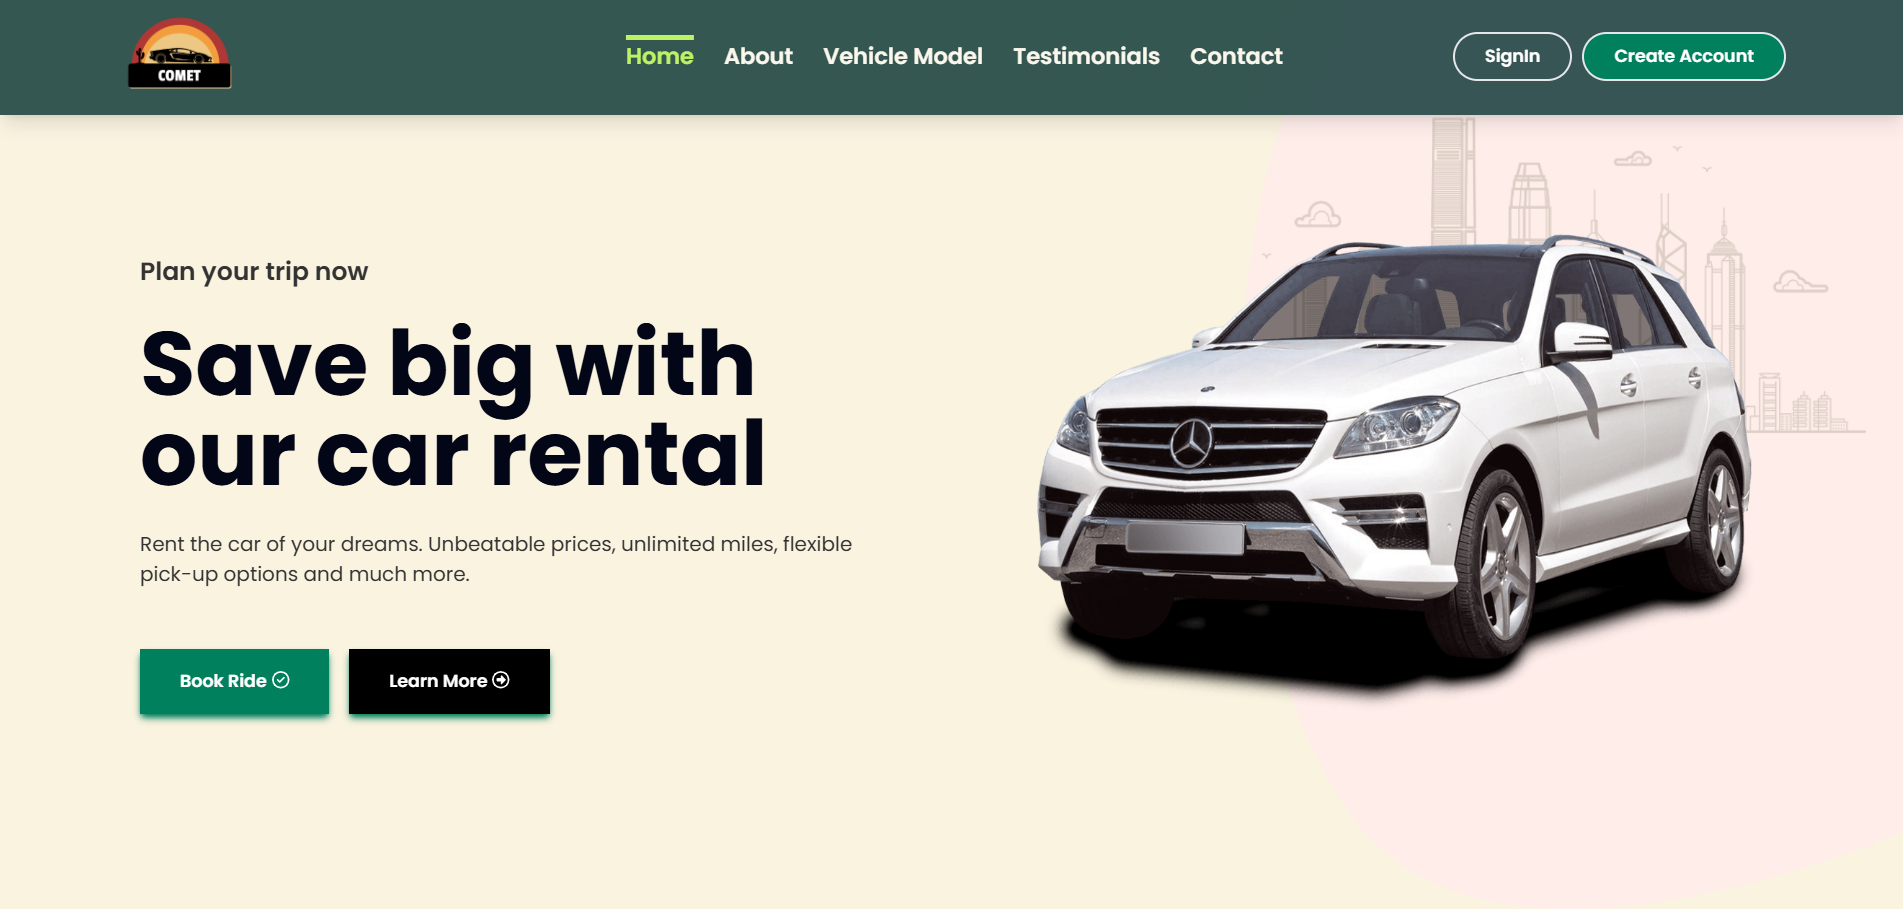 COMET
Home About Vehicle Model Testimonials Contact
SignIn Create Account
Plan your trip now
Save big with
our car rental
Rent the car of your dreams. Unbeatable prices, unlimited miles, flexible
pick-up options and much more.
Book Ride Learn More